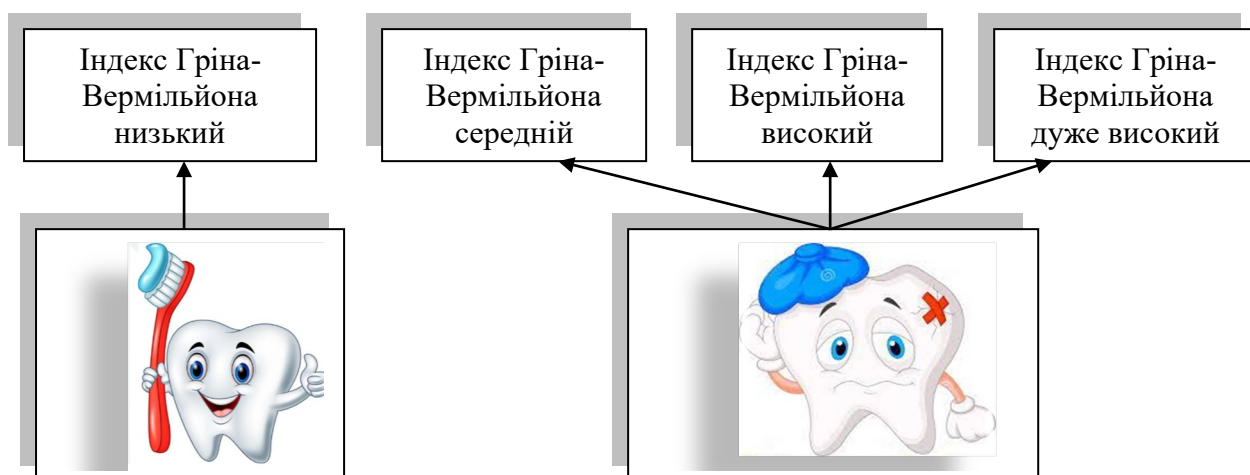 Індекс Гріна-
Вермільйона
низький
Індекс Гріна-
Вермільйона
середній
Індекс Гріна-
Вермільйона
високий
Індекс Гріна-
Вермільйона
дуже високий